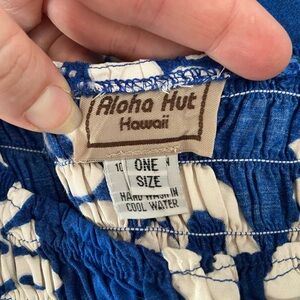 Aloha Hut
Hawaii
ONE
SIZE
HAND WASH IN
COOL WATER